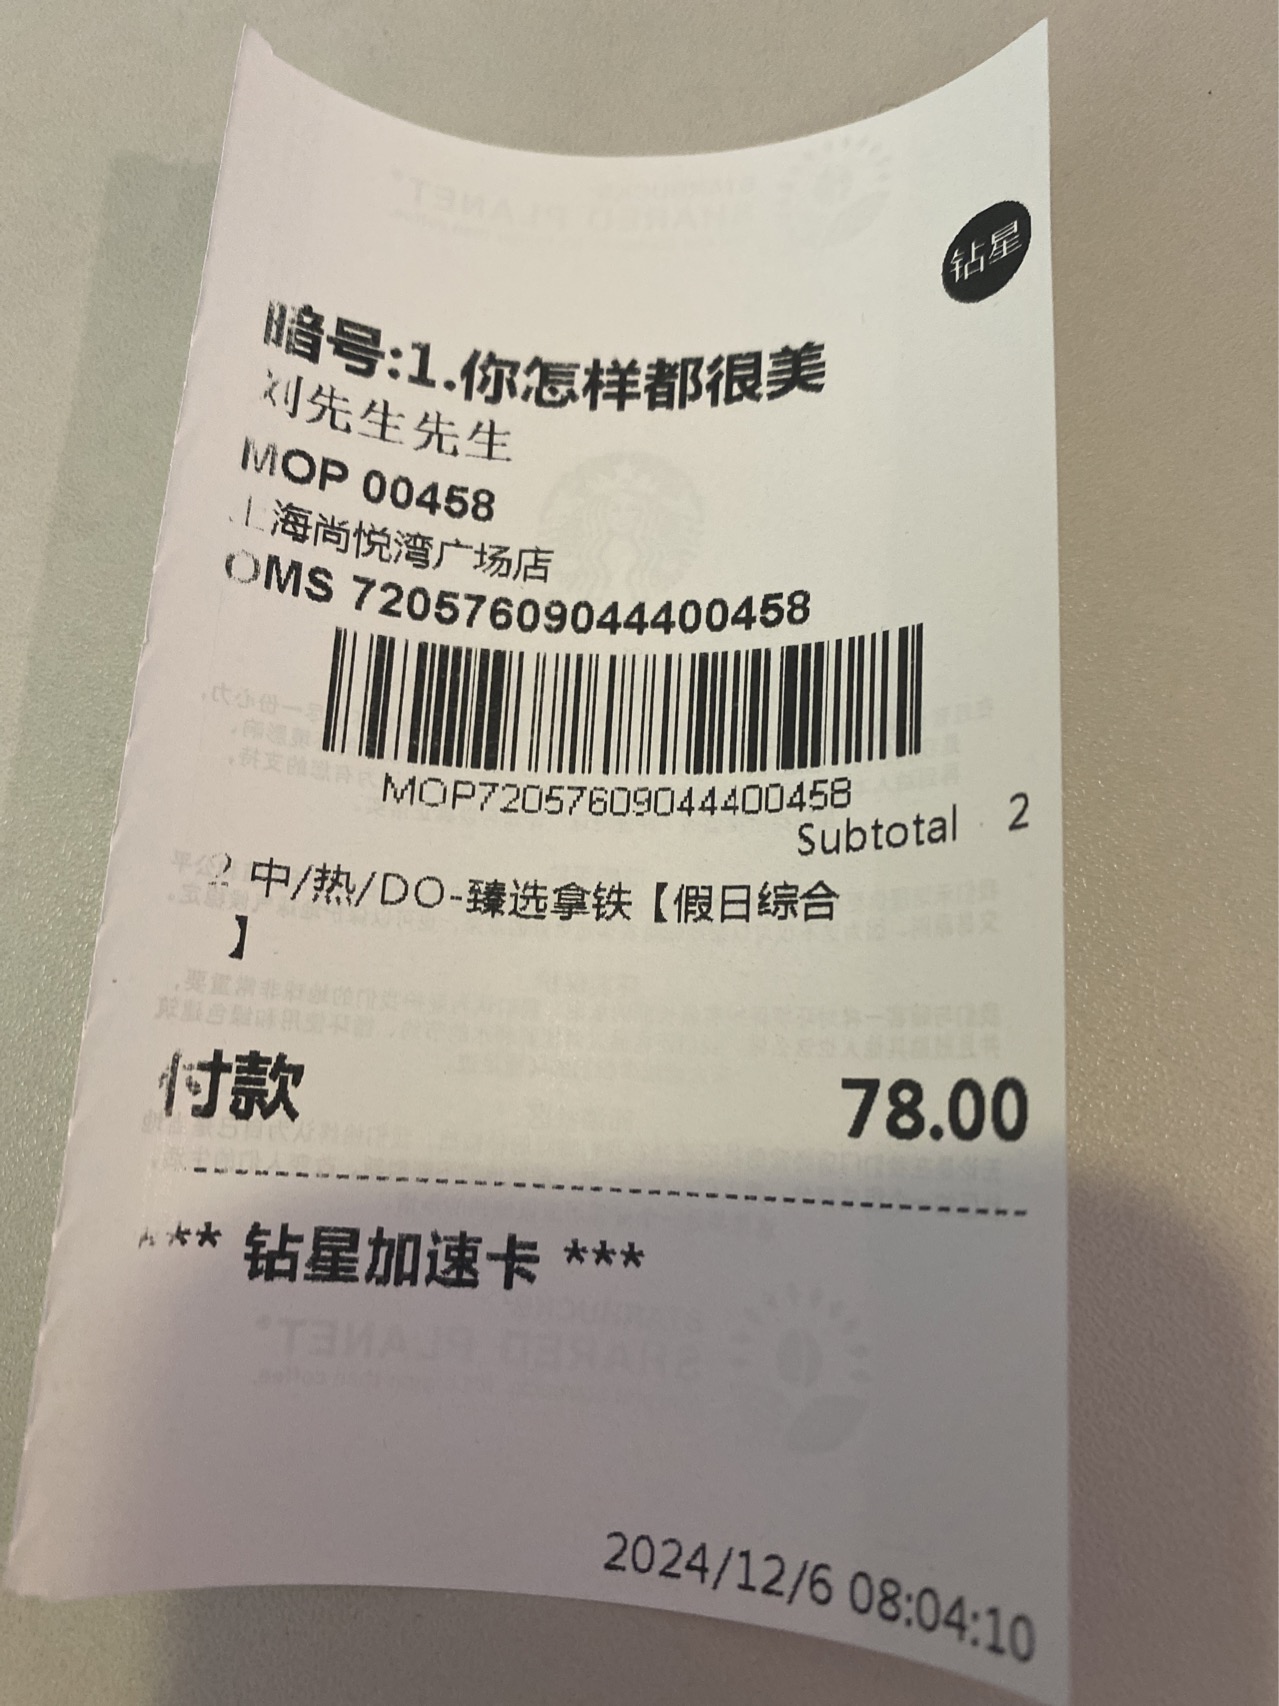 钻星
暗号:1.你怎样都很美
刘先生先生
MOP 00458
上海尚悦湾广场店
OMS 72057609044400458
MOP72057609044400458
Subtotal 2
2 中/热/DO-臻选拿铁【假日综合
】
付款 78.00
*** 钻星加速卡 ***
2024/12/6 08:04:10